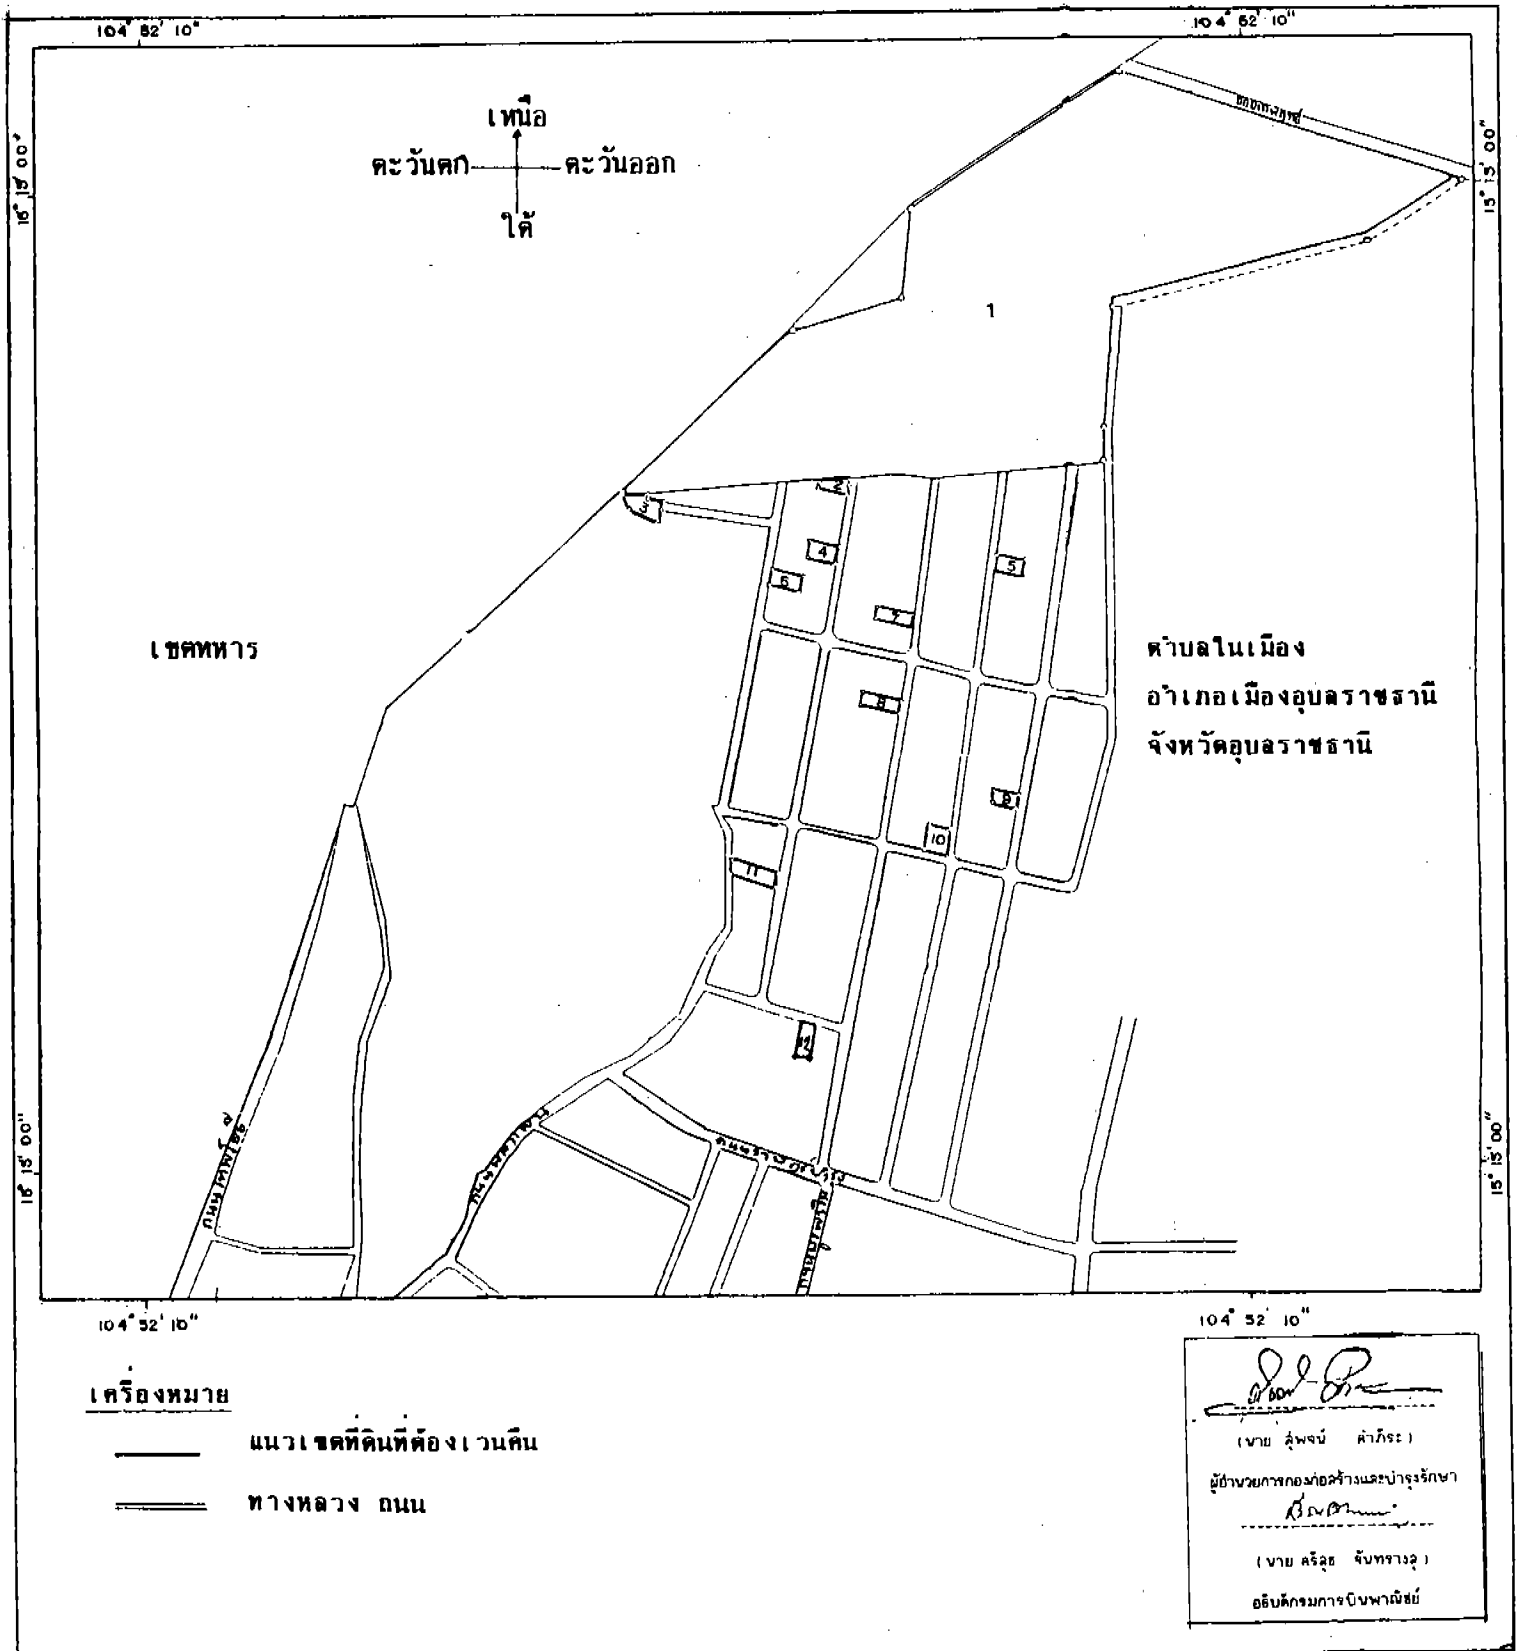 104° 52' 10"
104° 52' 10"
เหนือ
ตะวันตก
ตะวันออก
ใต้
15° 15' 00"
1
2
3
4
5
6
7
8
9
10
11
12
เขตทหาร
ตำบลในเมือง
อำเภอเมืองอุบลราชธานี
จังหวัดอุบลราชธานี
15° 15' 00"
104° 52' 10"
104° 52' 10"
เครื่องหมาย
แนวเขตที่ดินที่ต้องเวนคืน
ทางหลวง ถนน
ผู้อำนวยการกองก่อสร้างและบำรุงรักษา
อธิบดีกรมการบินพาณิชย์